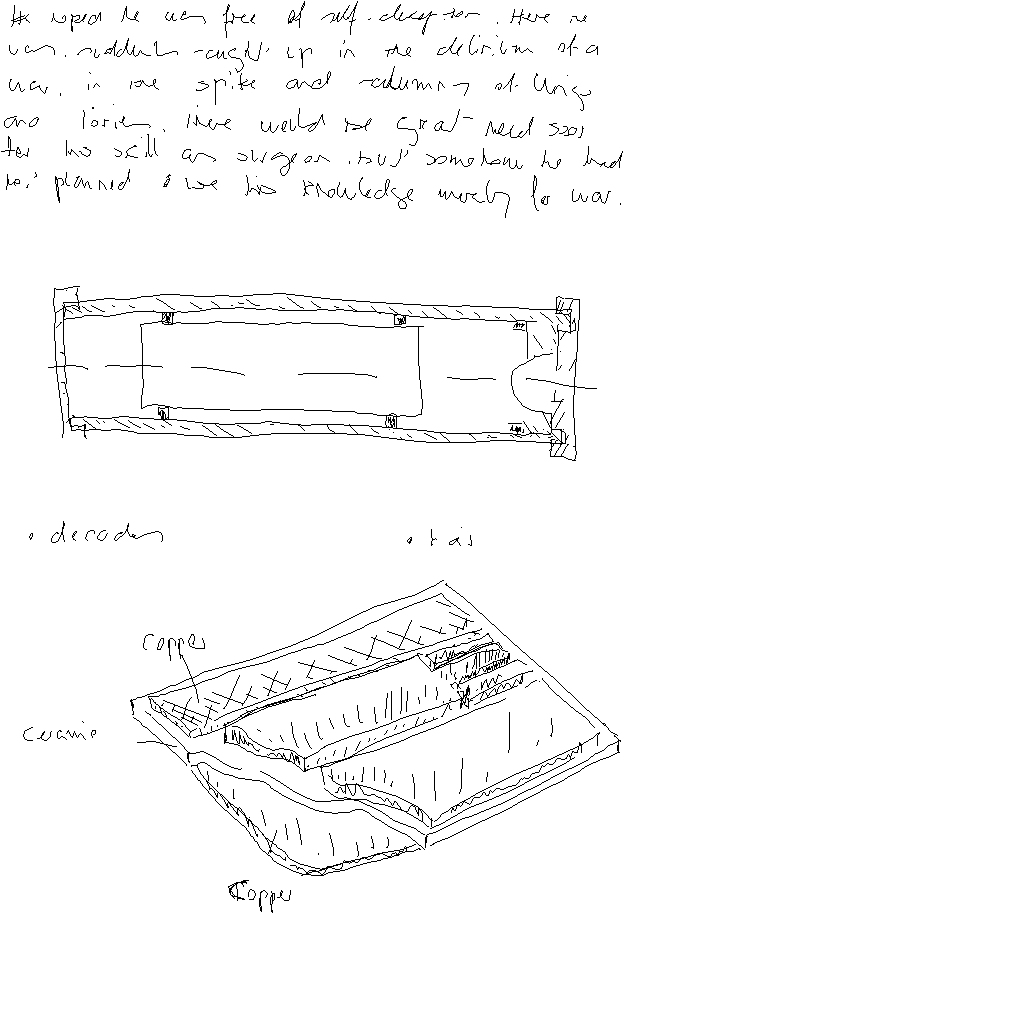 He hoped he was free of self-deception. Here he
was, suddenly caught up in the delirium of a
war, in the spite and calumny of Whigs
and Tories. There would be great need soon
for his skill as surgeon, but somehow he had
not planned to use his knowledge merely for war.
• decades • has
Copper
Ceramic
Copper